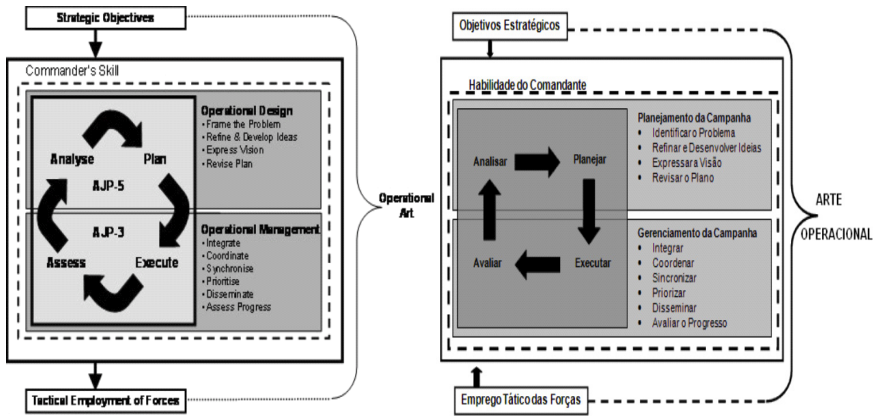 Strategic Objectives
Commander's Skill
Operational Design
• Frame the Problem
• Refine & Develop Ideas
• Express Vision
• Revise Plan
Analyse
Plan
AJP-5
AJP-3
Assess
Execute
Operational Management
• Integrate
• Coordinate
• Synchronise
• Prioritise
• Disseminate
• Assess Progress
Tactical Employment of Forces
Operational
Art
Objetivos Estratégicos
Habilidade do Comandante
Planejamento da Campanha
• Identificar o Problema
• Refinar e Desenvolver Ideias
• Expressar a Visão
• Revisar o Plano
Analisar
Planejar
Avaliar
Executar
Gerenciamento da Campanha
• Integrar
• Coordenar
• Sincronizar
• Priorizar
• Disseminar
• Avaliar o Progresso
Emprego Tático das Forças
ARTE
OPERACIONAL